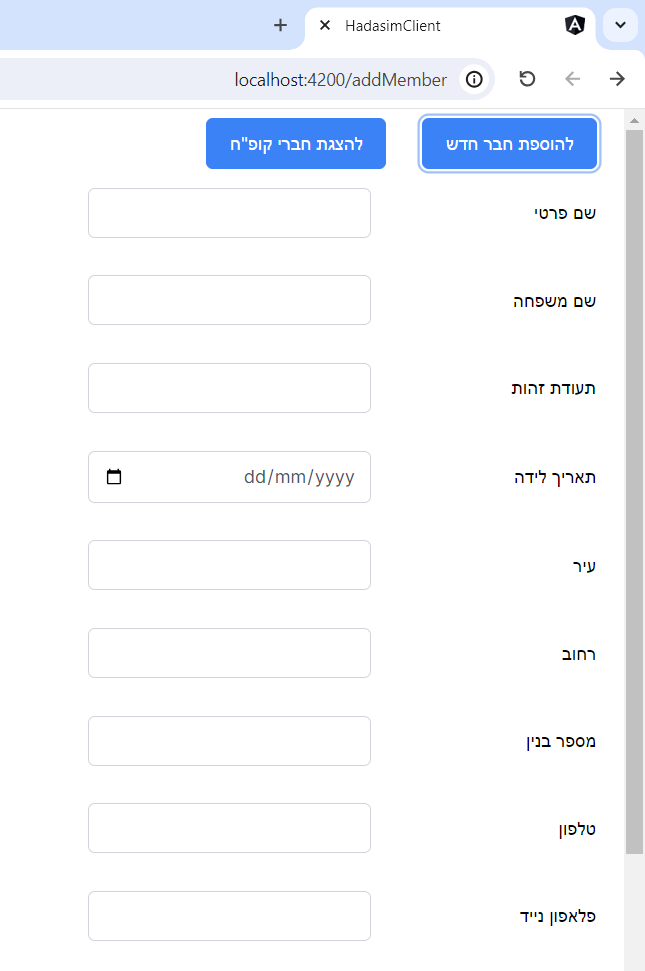 HadasimClient
localhost:4200/addMember
להוספת חבר חדש
להצגת חברי קופ"ח
שם פרטי
שם משפחה
תעודת זהות
תאריך לידה
dd/mm/yyyy
עיר
רחוב
מספר בנין
טלפון
פלאפון נייד